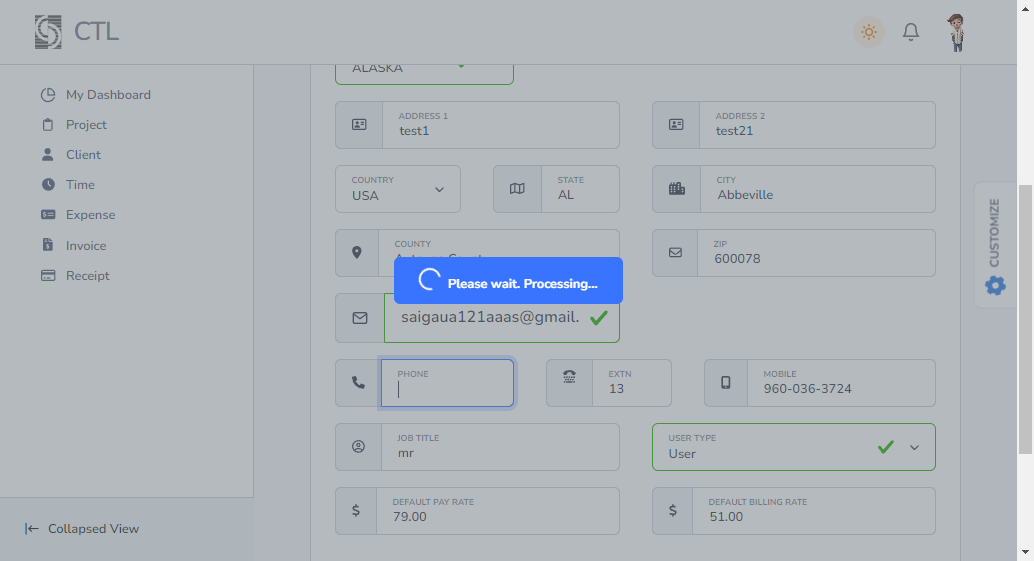 CTL
My Dashboard
Project
Client
Time
Expense
Invoice
Receipt
Collapsed View
ALASKA
ADDRESS 1
test1
ADDRESS 2
test21
COUNTRY
USA
STATE
AL
CITY
Abbeville
COUNTY
ZIP
600078
Please wait. Processing...
saigaua121aaas@gmail.
PHONE
EXTN
13
MOBILE
960-036-3724
JOB TITLE
mr
USER TYPE
User
DEFAULT PAY RATE
79.00
DEFAULT BILLING RATE
51.00
CUSTOMIZE